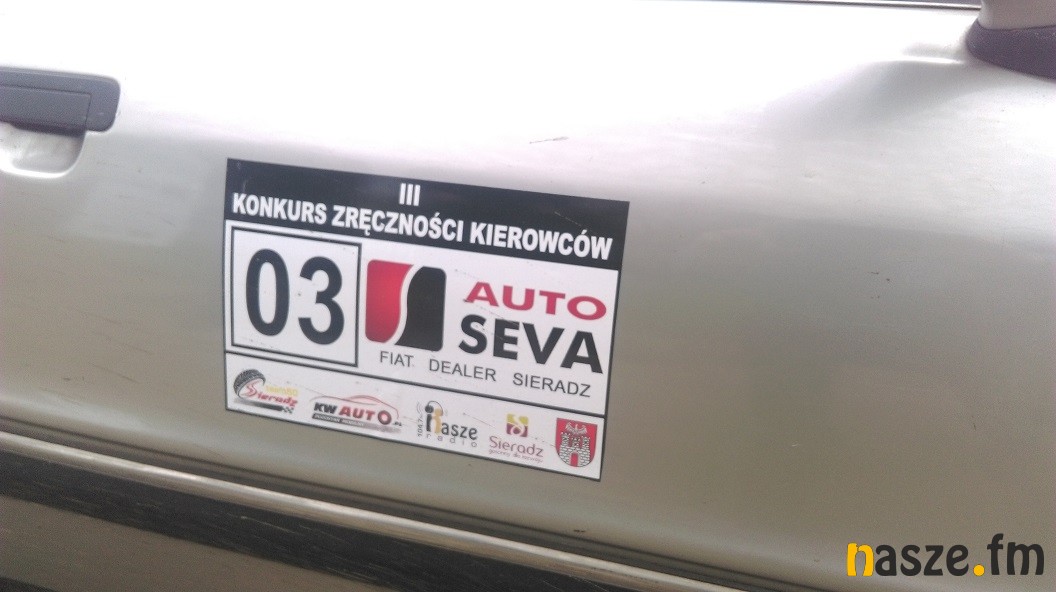 III
KONKURS ZRĘCZNOŚCI KIEROWCÓW
03
AUTO
SEVA
FIAT DEALER SIERADZ
Sieradz
KW AUTO
Nasze
radio
Sieradz
nasze.fm